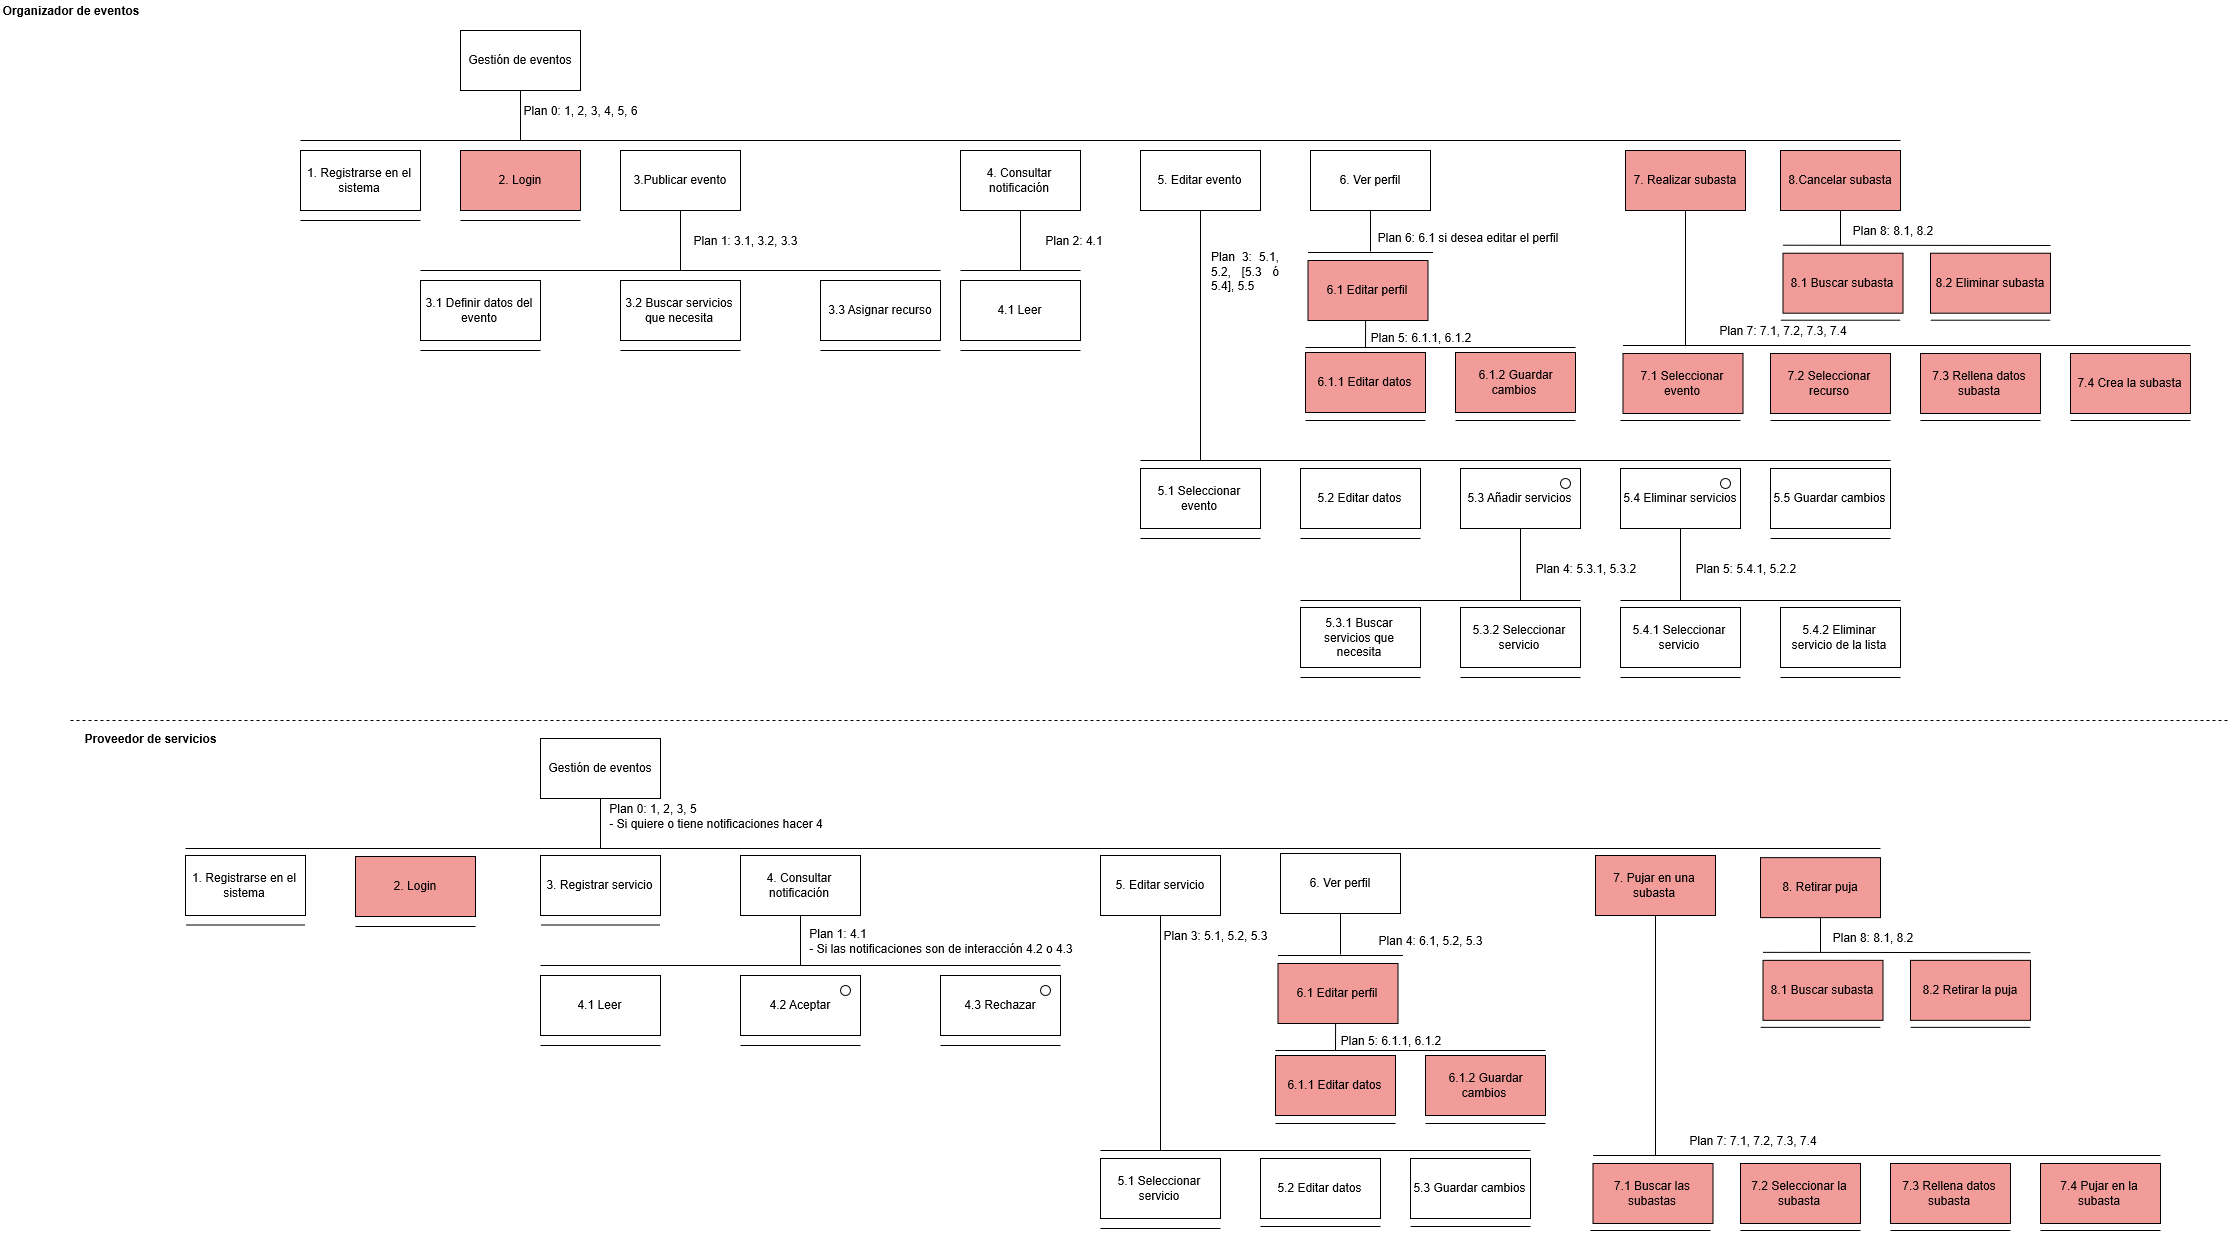 Organizador de eventos
Gestión de eventos
Plan 0: 1, 2, 3, 4, 5, 6
1. Registrarse en el
sistema
2. Login
3.Publicar evento
4. Consultar
notificación
5. Editar evento
6. Ver perfil
7. Realizar subasta
8.Cancelar subasta
Plan 1: 3.1, 3.2, 3.3
Plan 2: 4.1
Plan 3: 5.1,
5.2, [5.3 ó
5.4], 5.5
Plan 6: 6.1 si desea editar el perfil
Plan 8: 8.1, 8.2
3.1 Definir datos del
evento
3.2 Buscar servicios
que necesita
3.3 Asignar recurso
4.1 Leer
6.1 Editar perfil
8.1 Buscar subasta
8.2 Eliminar subasta
Plan 5: 6.1.1, 6.1.2
Plan 7: 7.1, 7.2, 7.3, 7.4
6.1.1 Editar datos
6.1.2 Guardar
cambios
7.1 Seleccionar
evento
7.2 Seleccionar
recurso
7.3 Rellena datos
subasta
7.4 Crea la subasta
5.1 Seleccionar
evento
5.2 Editar datos
5.3 Añadir servicios
5.4 Eliminar servicios
5.5 Guardar cambios
Plan 4: 5.3.1, 5.3.2
Plan 5: 5.4.1, 5.2.2
5.3.1 Buscar
servicios que
necesita
5.3.2 Seleccionar
servicio
5.4.1 Seleccionar
servicio
5.4.2 Eliminar
servicio de la lista
Proveedor de servicios
Gestión de eventos
Plan 0: 1, 2, 3, 5
- Si quiere o tiene notificaciones hacer 4
1. Registrarse en el
sistema
2. Login
3. Registrar servicio
4. Consultar
notificación
5. Editar servicio
6. Ver perfil
7. Pujar en una
subasta
8. Retirar puja
Plan 1: 4.1
- Si las notificaciones son de interacción 4.2 o 4.3
Plan 3: 5.1, 5.2, 5.3
Plan 4: 6.1, 5.2, 5.3
Plan 8: 8.1, 8.2
4.1 Leer
4.2 Aceptar
4.3 Rechazar
6.1 Editar perfil
8.1 Buscar subasta
8.2 Retirar la puja
Plan 5: 6.1.1, 6.1.2
6.1.1 Editar datos
6.1.2 Guardar
cambios
Plan 7: 7.1, 7.2, 7.3, 7.4
5.1 Seleccionar
servicio
5.2 Editar datos
5.3 Guardar cambios
7.1 Buscar las
subastas
7.2 Seleccionar la
subasta
7.3 Rellena datos
subasta
7.4 Pujar en la
subasta